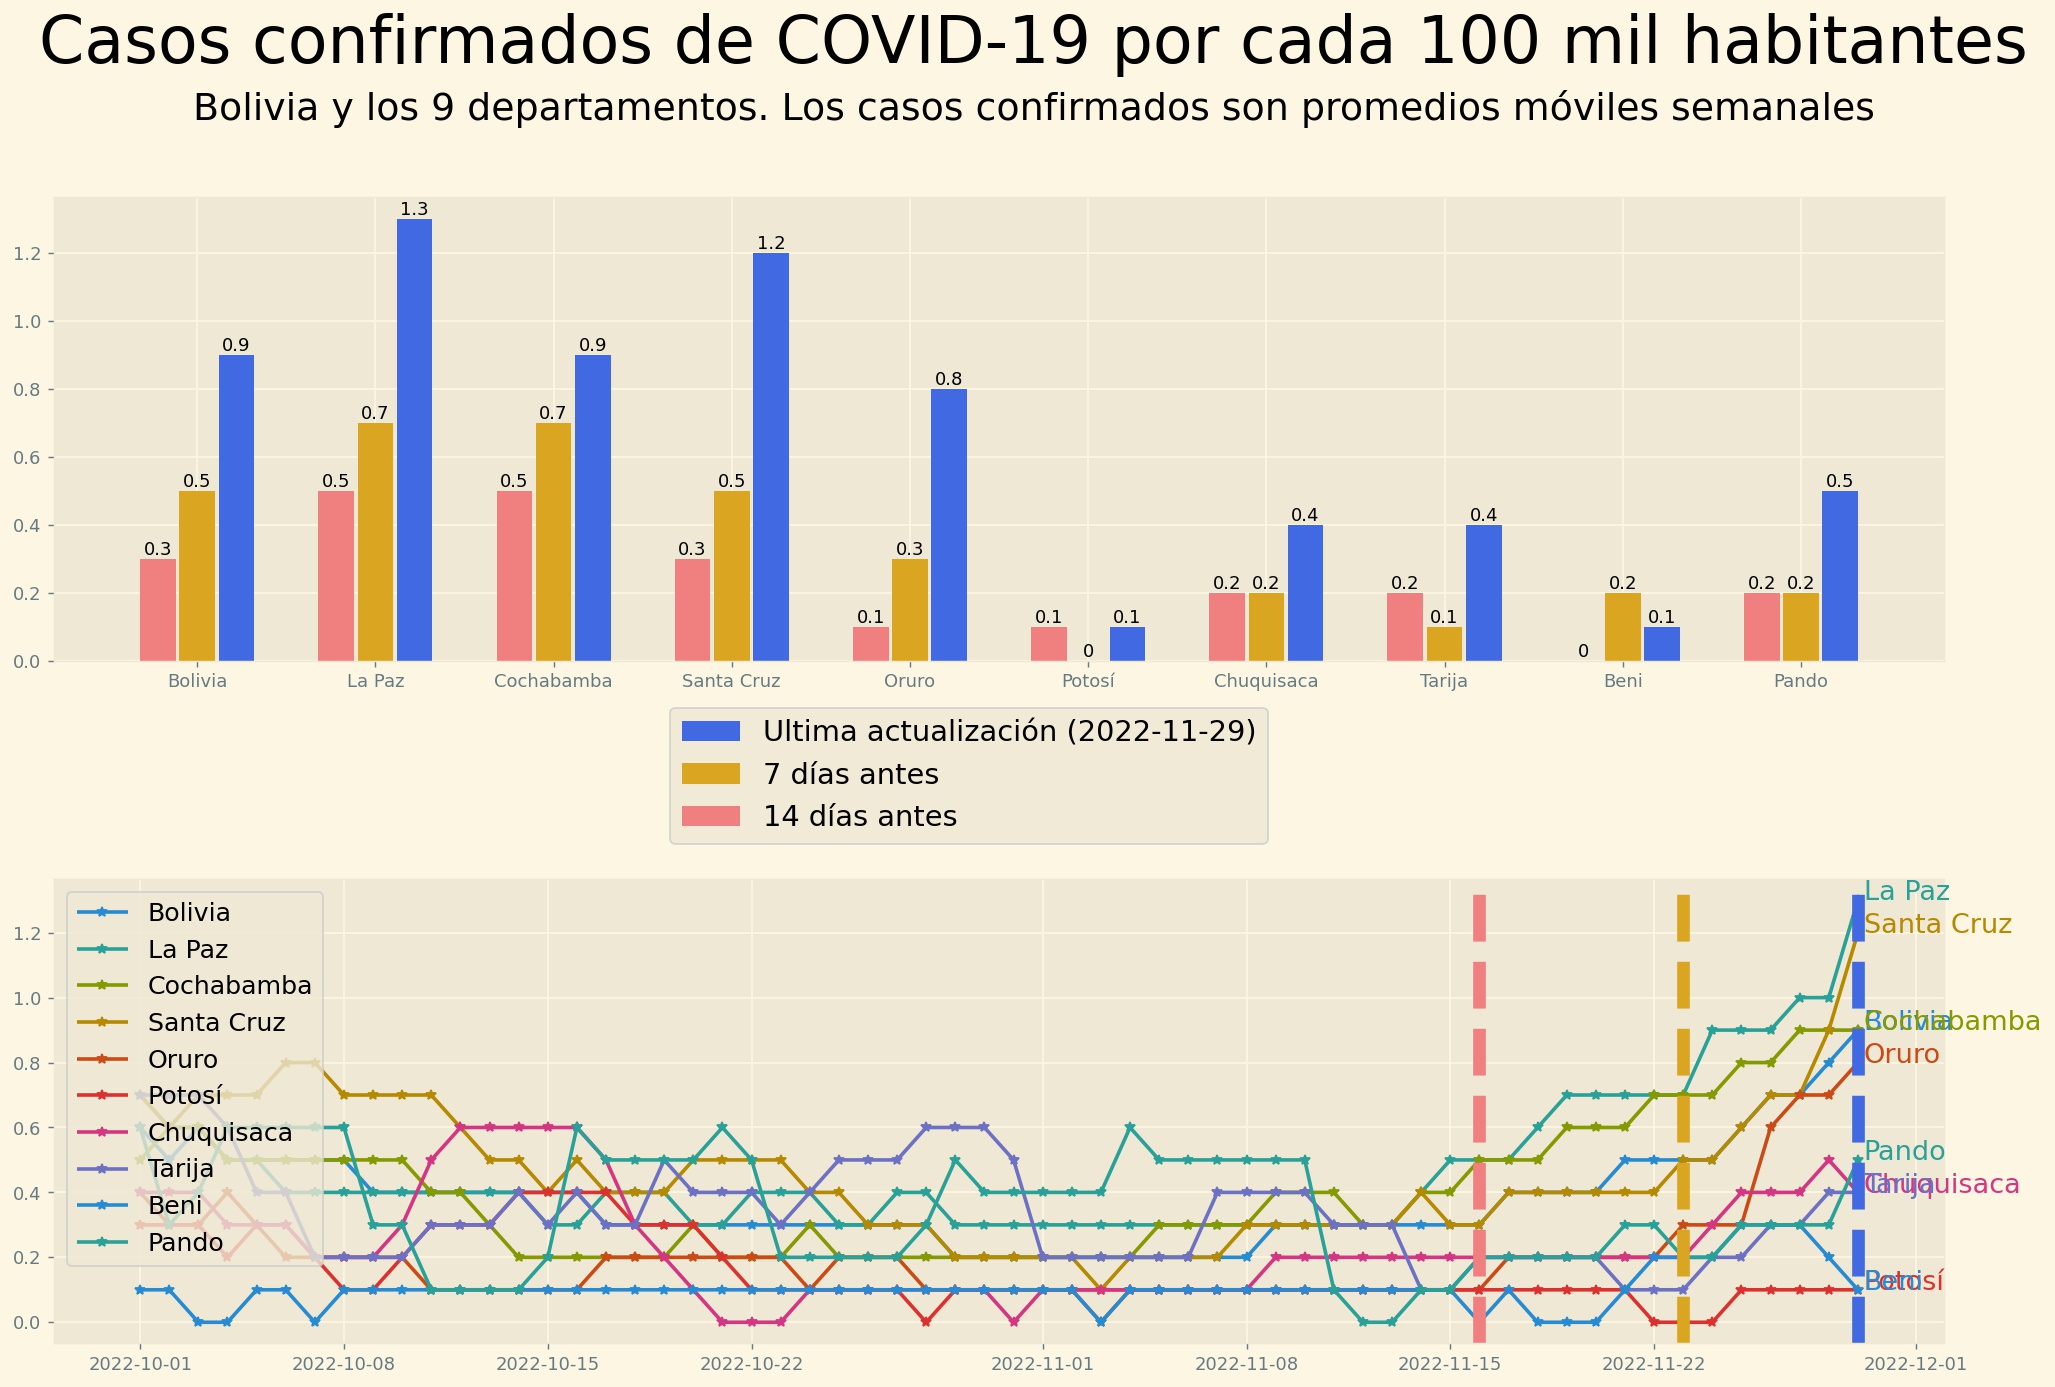 Casos confirmados de COVID-19 por cada 100 mil habitantes
Bolivia y los 9 departamentos. Los casos confirmados son promedios móviles semanales
1.3
1.2
1.2
1.0
0.9
0.9
0.8
0.8
0.7
0.7
0.6
0.5
0.5
0.5
0.5
0.5
0.4
0.4
0.4
0.3
0.3
0.3
0.2
0.2
0.2
0.2
0.2
0.2
0.2
0.1
0.1
0.1
0.1
0.1
0
0
0.0
Bolivia
La Paz
Cochabamba
Santa Cruz
Oruro
Potosí
Chuquisaca
Tarija
Beni
Pando
Ultima actualización (2022-11-29)
7 días antes
14 días antes
Bolivia
La Paz
Cochabamba
Santa Cruz
Oruro
Potosí
Chuquisaca
Tarija
Beni
Pando
1.2
1.0
0.8
0.6
0.4
0.2
0.0
La Paz
Santa Cruz
Bolivia
Cochabamba
Oruro
Pando
Tarija
Chuquisaca
Beni
Potosí
2022-10-01
2022-10-08
2022-10-15
2022-10-22
2022-11-01
2022-11-08
2022-11-15
2022-11-22
2022-12-01